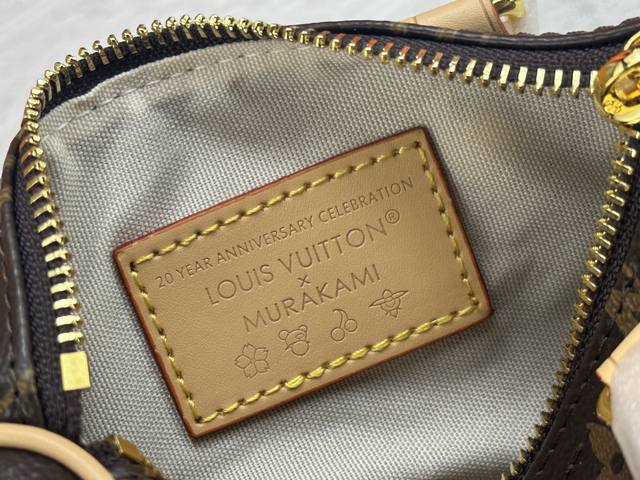 20 YEAR ANNIVERSARY CELEBRATION
LOUIS VUITTON®
×
MURAKAMI